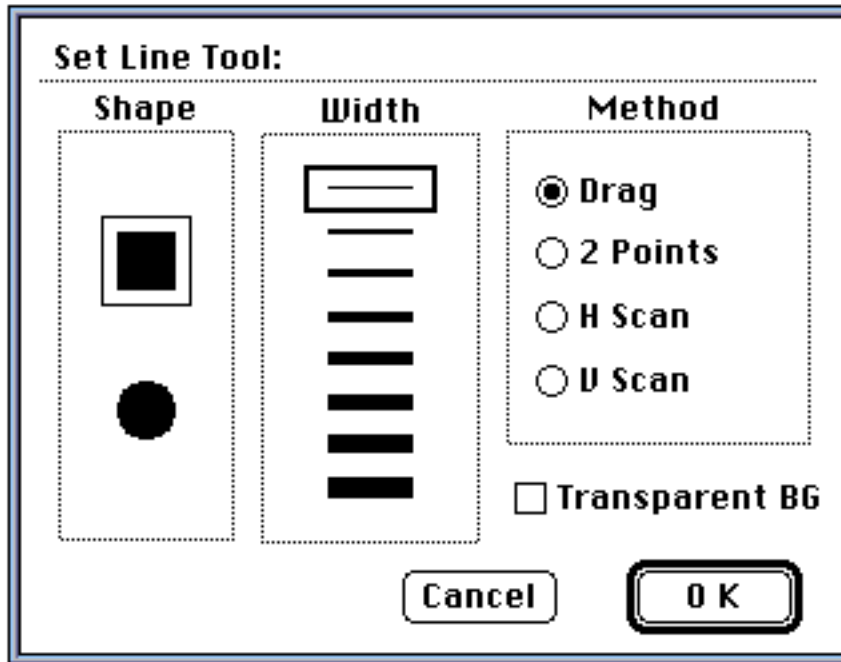 Set Line Tool:
Shape
Width
Method
Drag
2 Points
H Scan
V Scan
Transparent BG
Cancel
OK